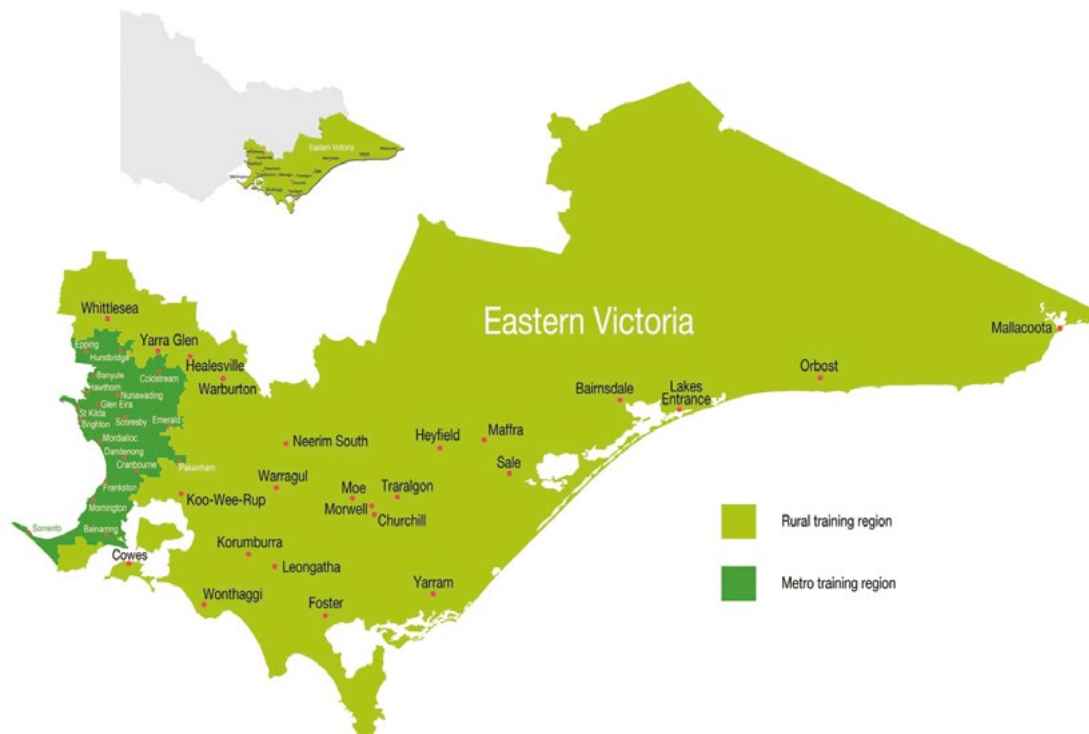 Eastern Victoria
Whittlesea
Epping
Hurstbridge
Yarra Glen
Healesville
Warburton
Banyule
Coldstream
Hawthorn
Nunawading
Glen Eira
St Kilda
Brighton
Scoresby
Emerald
Mordialloc
Dandenong
Cranbourne
Pakenham
Frankston
Mornington
Sorrento
Balnarring
Cowes
Koo-Wee-Rup
Neerim South
Warragul
Moe
Morwell
Traralgon
Churchill
Korumburra
Leongatha
Wonthaggi
Foster
Yarram
Heyfield
Maffra
Sale
Bairnsdale
Lakes
Entrance
Orbost
Mallacoota
Eastern Victoria
Rural training region
Metro training region